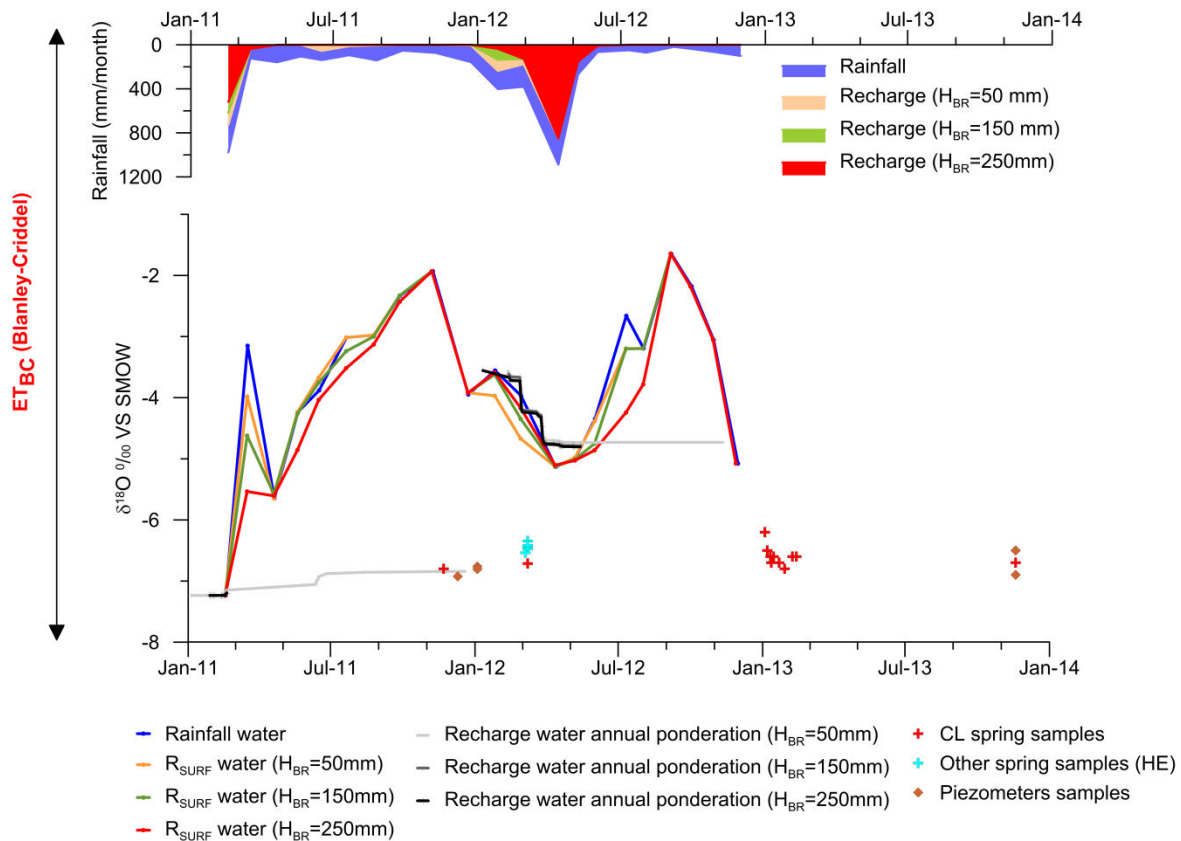 Jan-11 Jul-11 Jan-12 Jul-12 Jan-13 Jul-13 Jan-14
0
400
800
1200
Rainfall (mm/month)
Rainfall
Recharge (HBR=50 mm)
Recharge (HBR=150 mm)
Recharge (HBR=250mm)
ETBC (Blanley-Criddel)
δ18O ‰ VS SMOW
-2
-4
-6
-8
Jan-11 Jul-11 Jan-12 Jul-12 Jan-13 Jul-13 Jan-14
Rainfall water
RSURF water (HBR=50mm)
RSURF water (HBR=150mm)
RSURF water (HBR=250mm)
Recharge water annual ponderation (HBR=50mm)
Recharge water annual ponderation (HBR=150mm)
Recharge water annual ponderation (HBR=250mm)
CL spring samples
Other spring samples (HE)
Piezometers samples